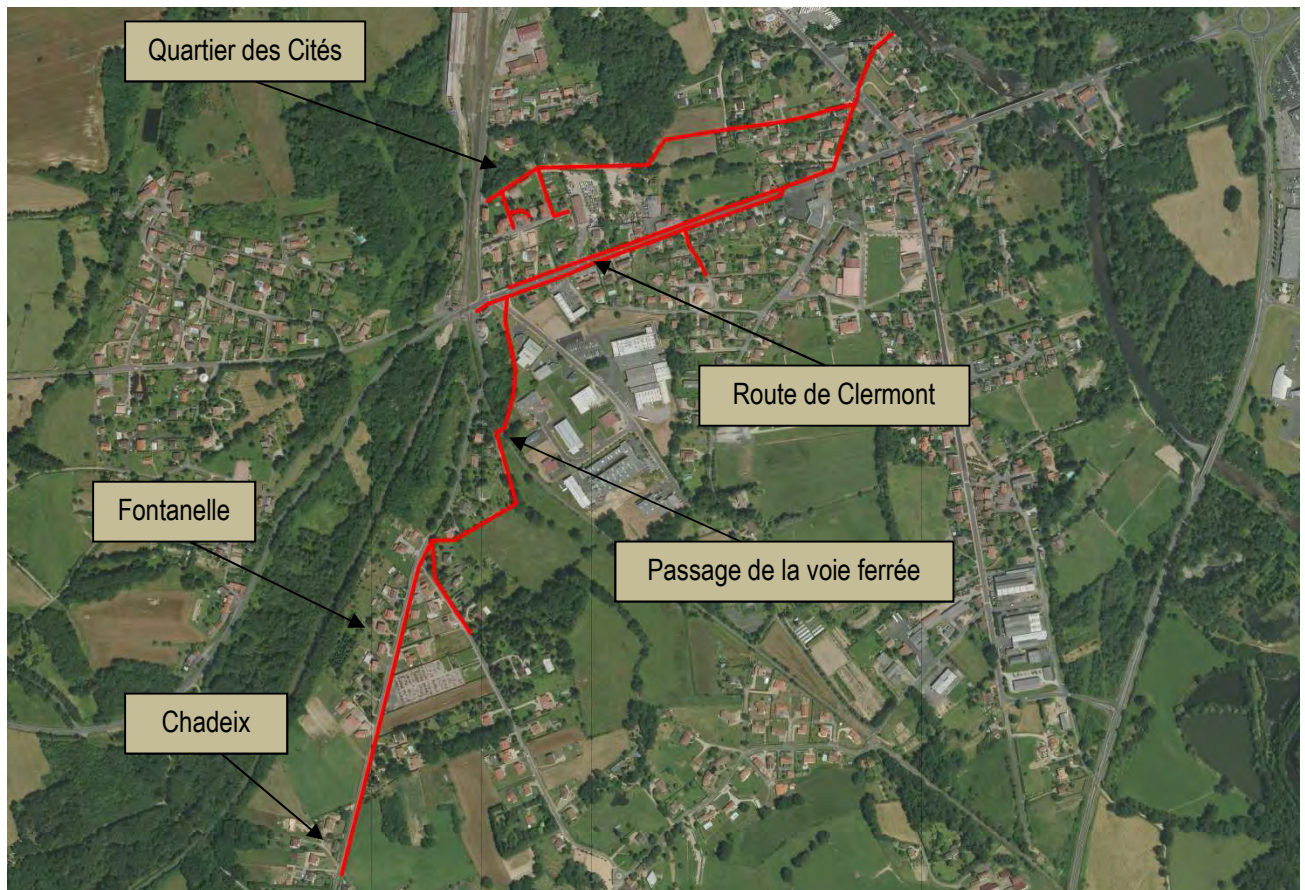 Quartier des Cités
Route de Clermont
Fontanelle
Passage de la voie ferrée
Chadeix